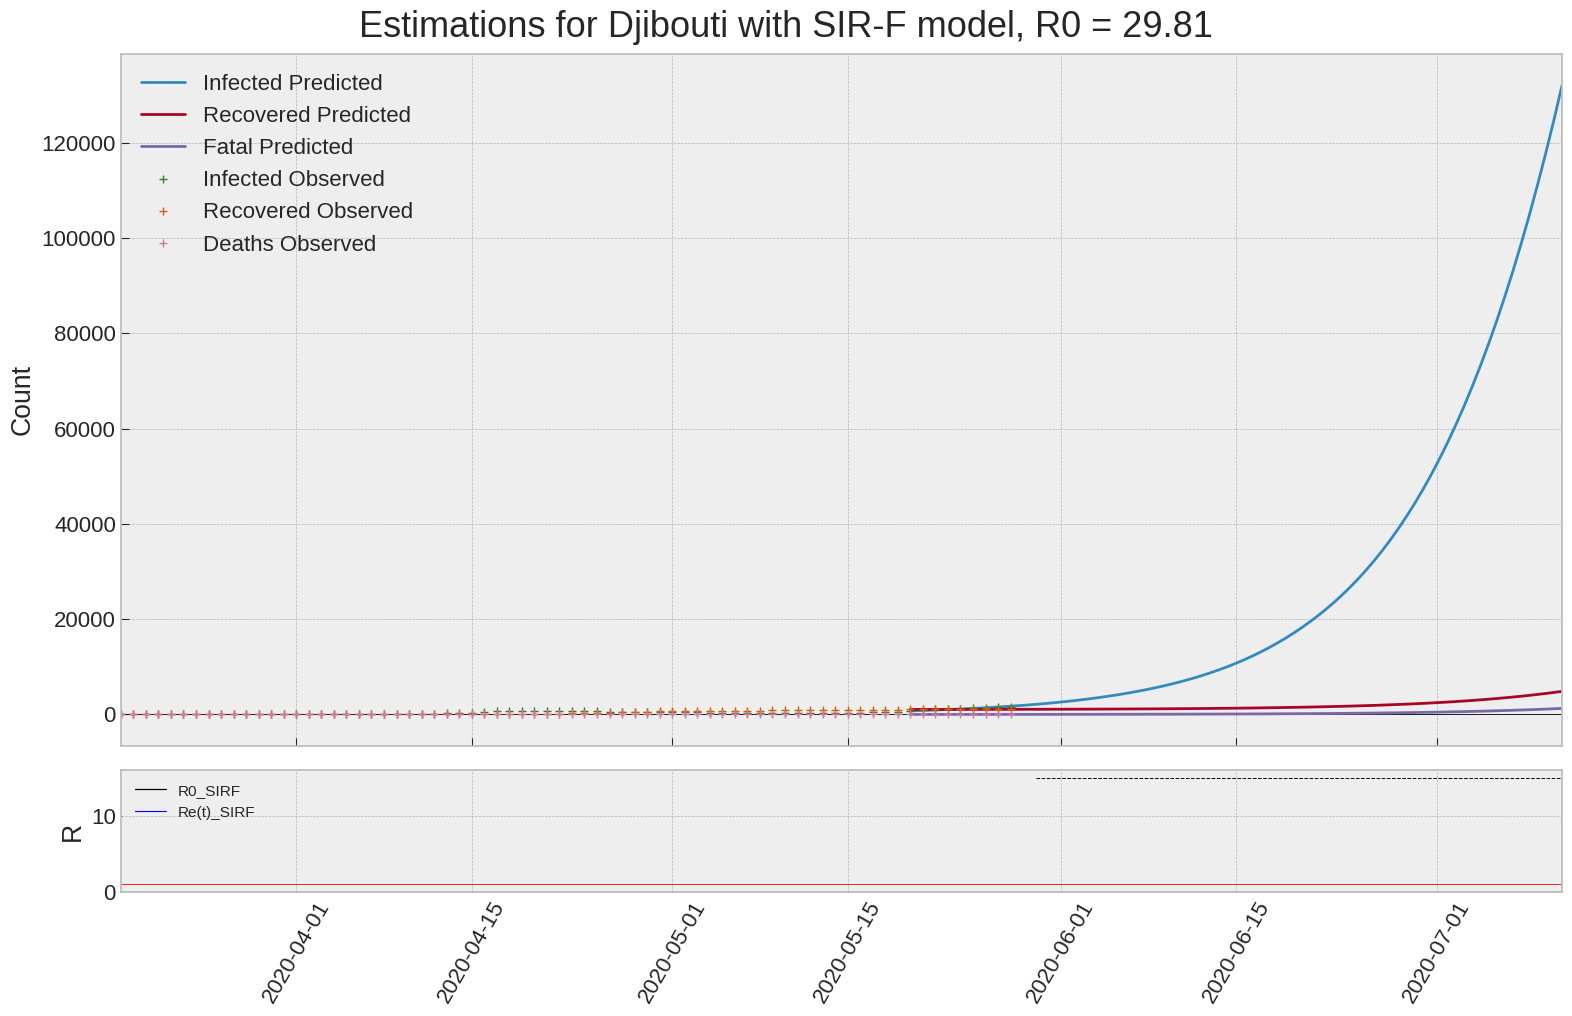 Estimations for Djibouti with SIR-F model, R0 = 29.81
Infected Predicted
Recovered Predicted
Fatal Predicted
Infected Observed
Recovered Observed
Deaths Observed
120000
100000
80000
60000
40000
20000
0
Count
R0_SIRF
Re(t)_SIRF
10
0
R
2020-04-01
2020-04-15
2020-05-01
2020-05-15
2020-06-01
2020-06-15
2020-07-01